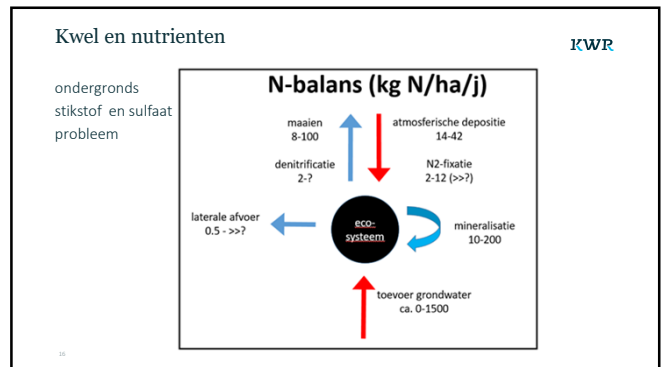 Kwel en nutrienten
KWR
ondergronds
stikstof en sulfaat
probleem
N-balans (kg N/ha/j)
maaien
8-100
atmosferische depositie
14-42
denitrificatie
2-?
N2-fixatie
2-12 (>>?)
laterale afvoer
0.5 - >>?
eco-
systeem
mineralisatie
10-200
toevoer grondwater
ca. 0-1500
16